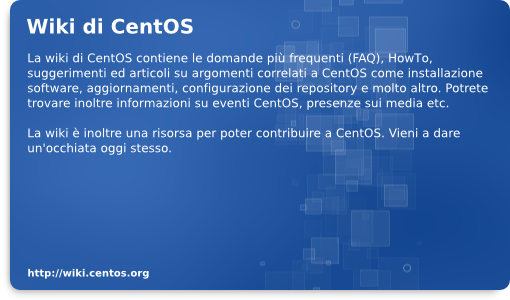 Wiki di CentOS
La wiki di CentOS contiene le domande più frequenti (FAQ), HowTo,
suggerimenti ed articoli su argomenti correlati a CentOS come installazione
software, aggiornamenti, configurazione dei repository e molto altro. Potrete
trovare inoltre informazioni su eventi CentOS, presenze sui media etc.
La wiki è inoltre una risorsa per poter contribuire a CentOS. Vieni a dare
un'occhiata oggi stesso.
http://wiki.centos.org